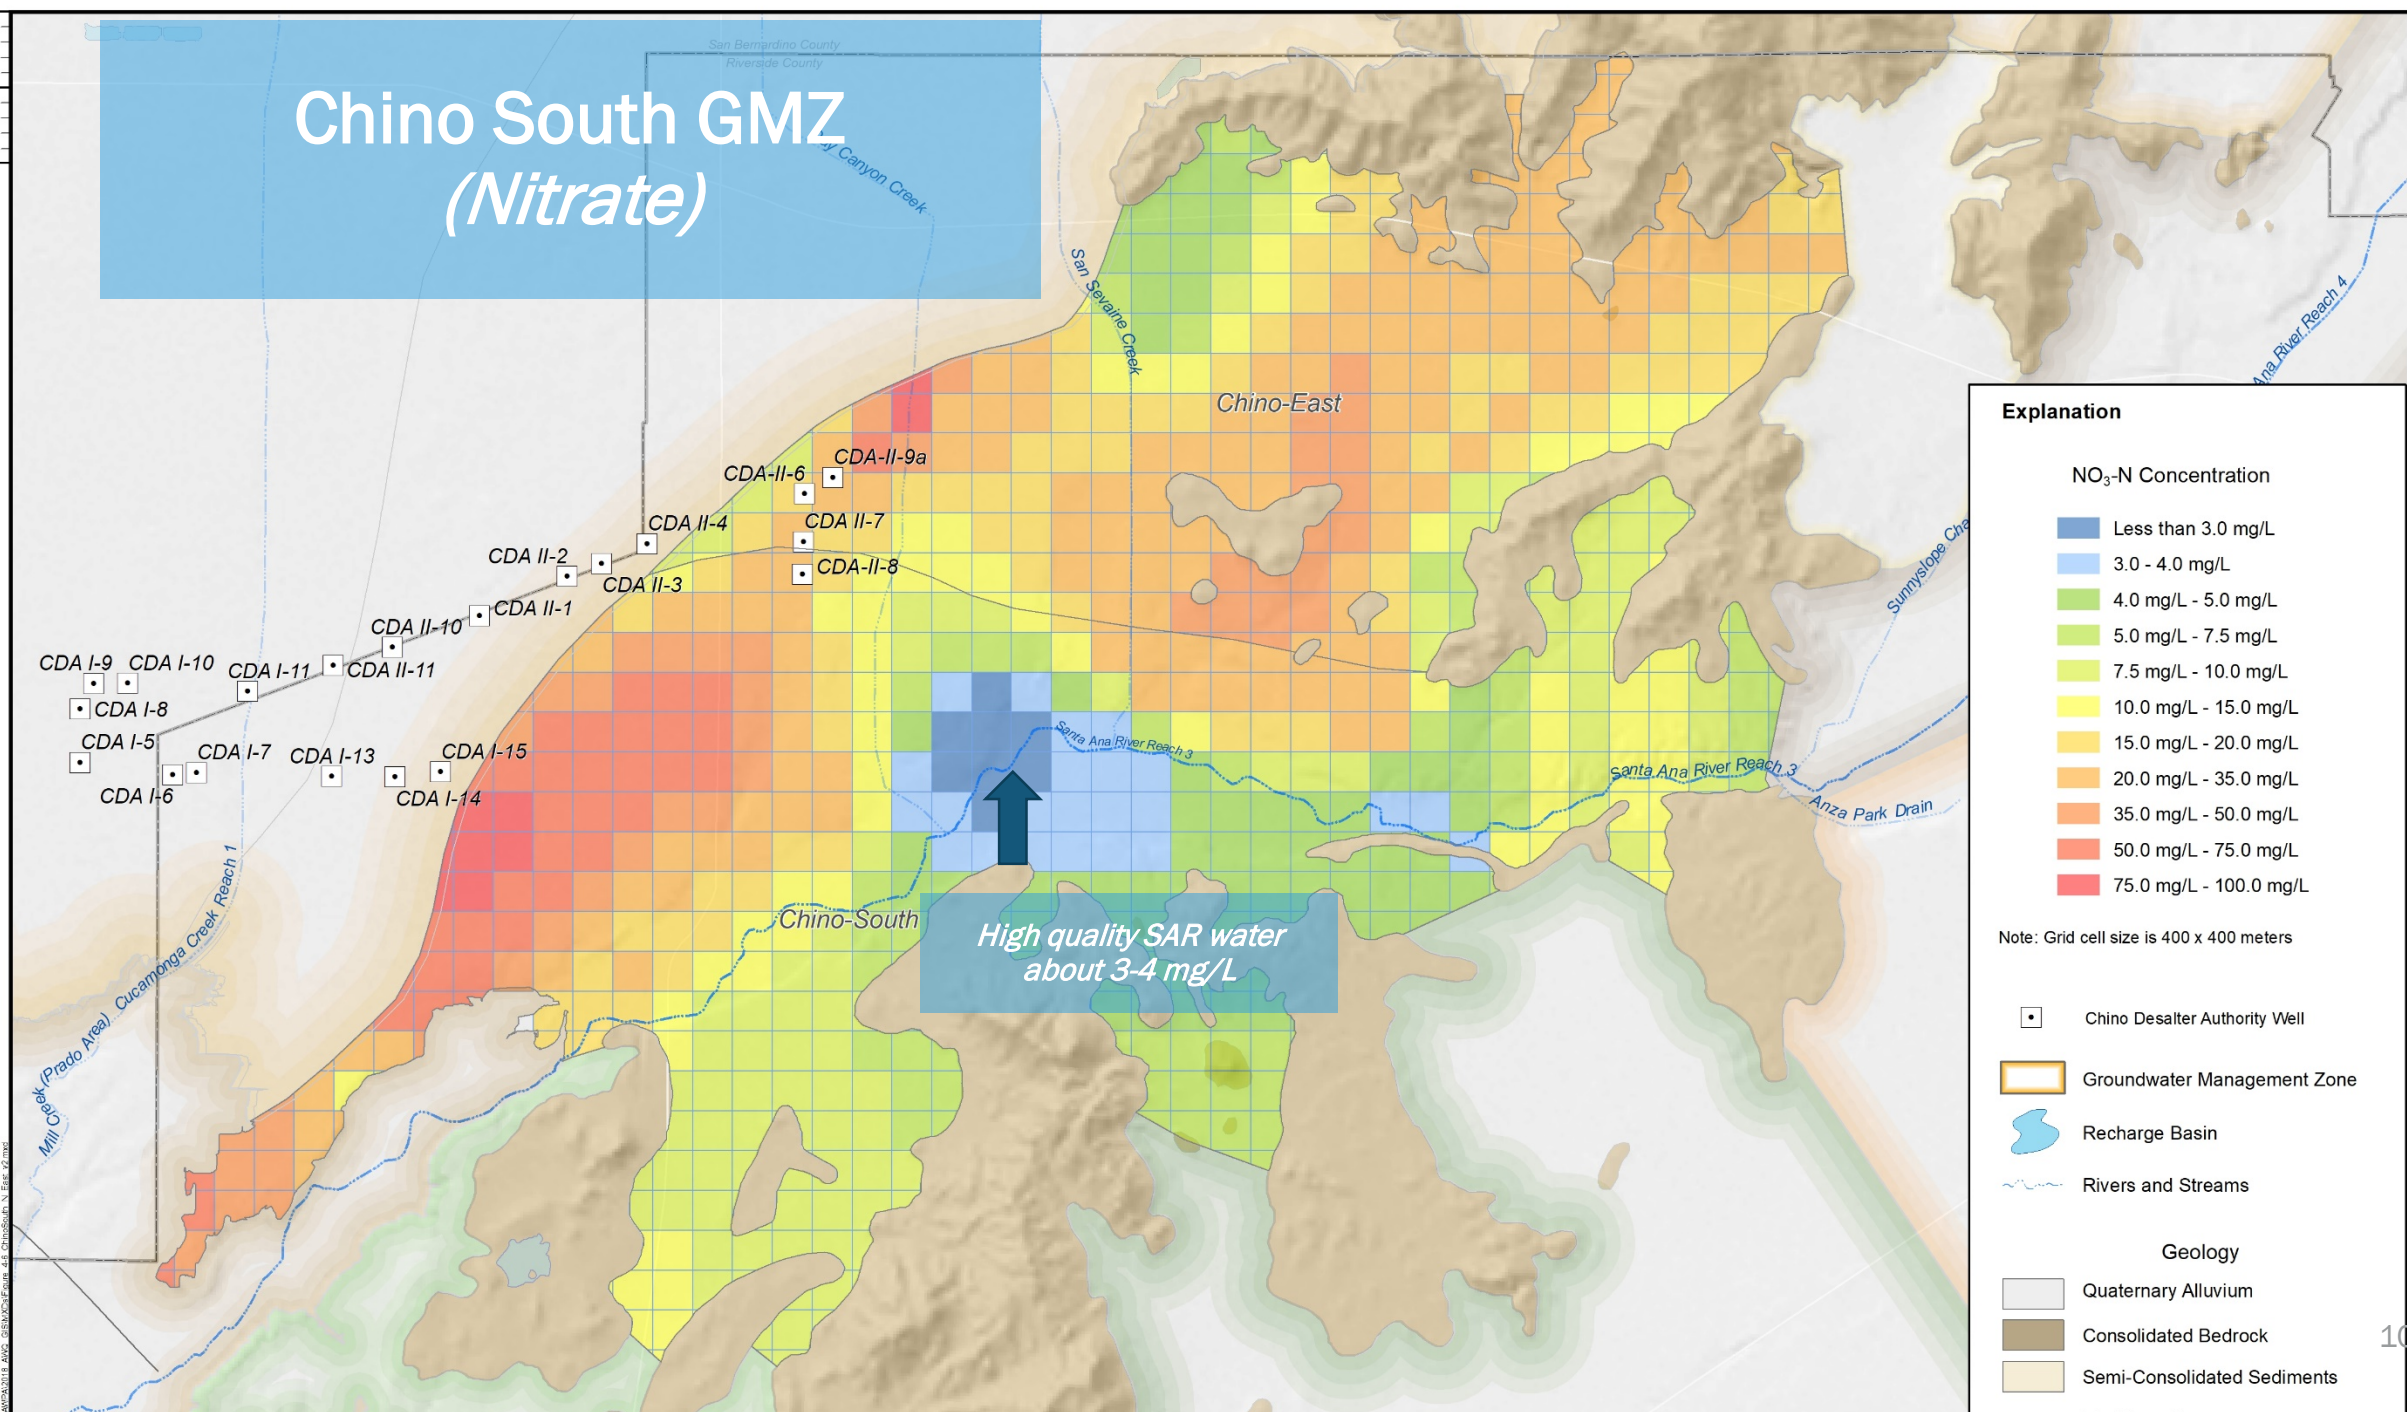 Chino South GMZ
(Nitrate)
San Bernardino County
Riverside County
ay Canyon Creek
San Sevaine Creek
Chino-East
CDA-II-9a
CDA-II-6
CDA II-7
CDA II-4
CDA-II-8
CDA II-2
CDA II-3
CDA II-1
CDA II-10
CDA II-11
CDA I-9
CDA I-10
CDA I-11
CDA I-8
CDA I-5
CDA I-7
CDA I-6
CDA I-13
CDA I-15
CDA I-14
Santa Ana River Reach 3
Santa Ana River Reach 3
Anza Park Drain
Sunnyslope Cha
Ana River Reach 4
Cucamonga Creek Reach 1
Mill Creek (Prado Area)
Chino-South
High quality SAR water
about 3-4 mg/L
Explanation
NO3-N Concentration
Less than 3.0 mg/L
3.0 - 4.0 mg/L
4.0 mg/L - 5.0 mg/L
5.0 mg/L - 7.5 mg/L
7.5 mg/L - 10.0 mg/L
10.0 mg/L - 15.0 mg/L
15.0 mg/L - 20.0 mg/L
20.0 mg/L - 35.0 mg/L
35.0 mg/L - 50.0 mg/L
50.0 mg/L - 75.0 mg/L
75.0 mg/L - 100.0 mg/L
Note: Grid cell size is 400 x 400 meters
Chino Desalter Authority Well
Groundwater Management Zone
Recharge Basin
Rivers and Streams
Geology
Quaternary Alluvium
Consolidated Bedrock
Semi-Consolidated Sediments